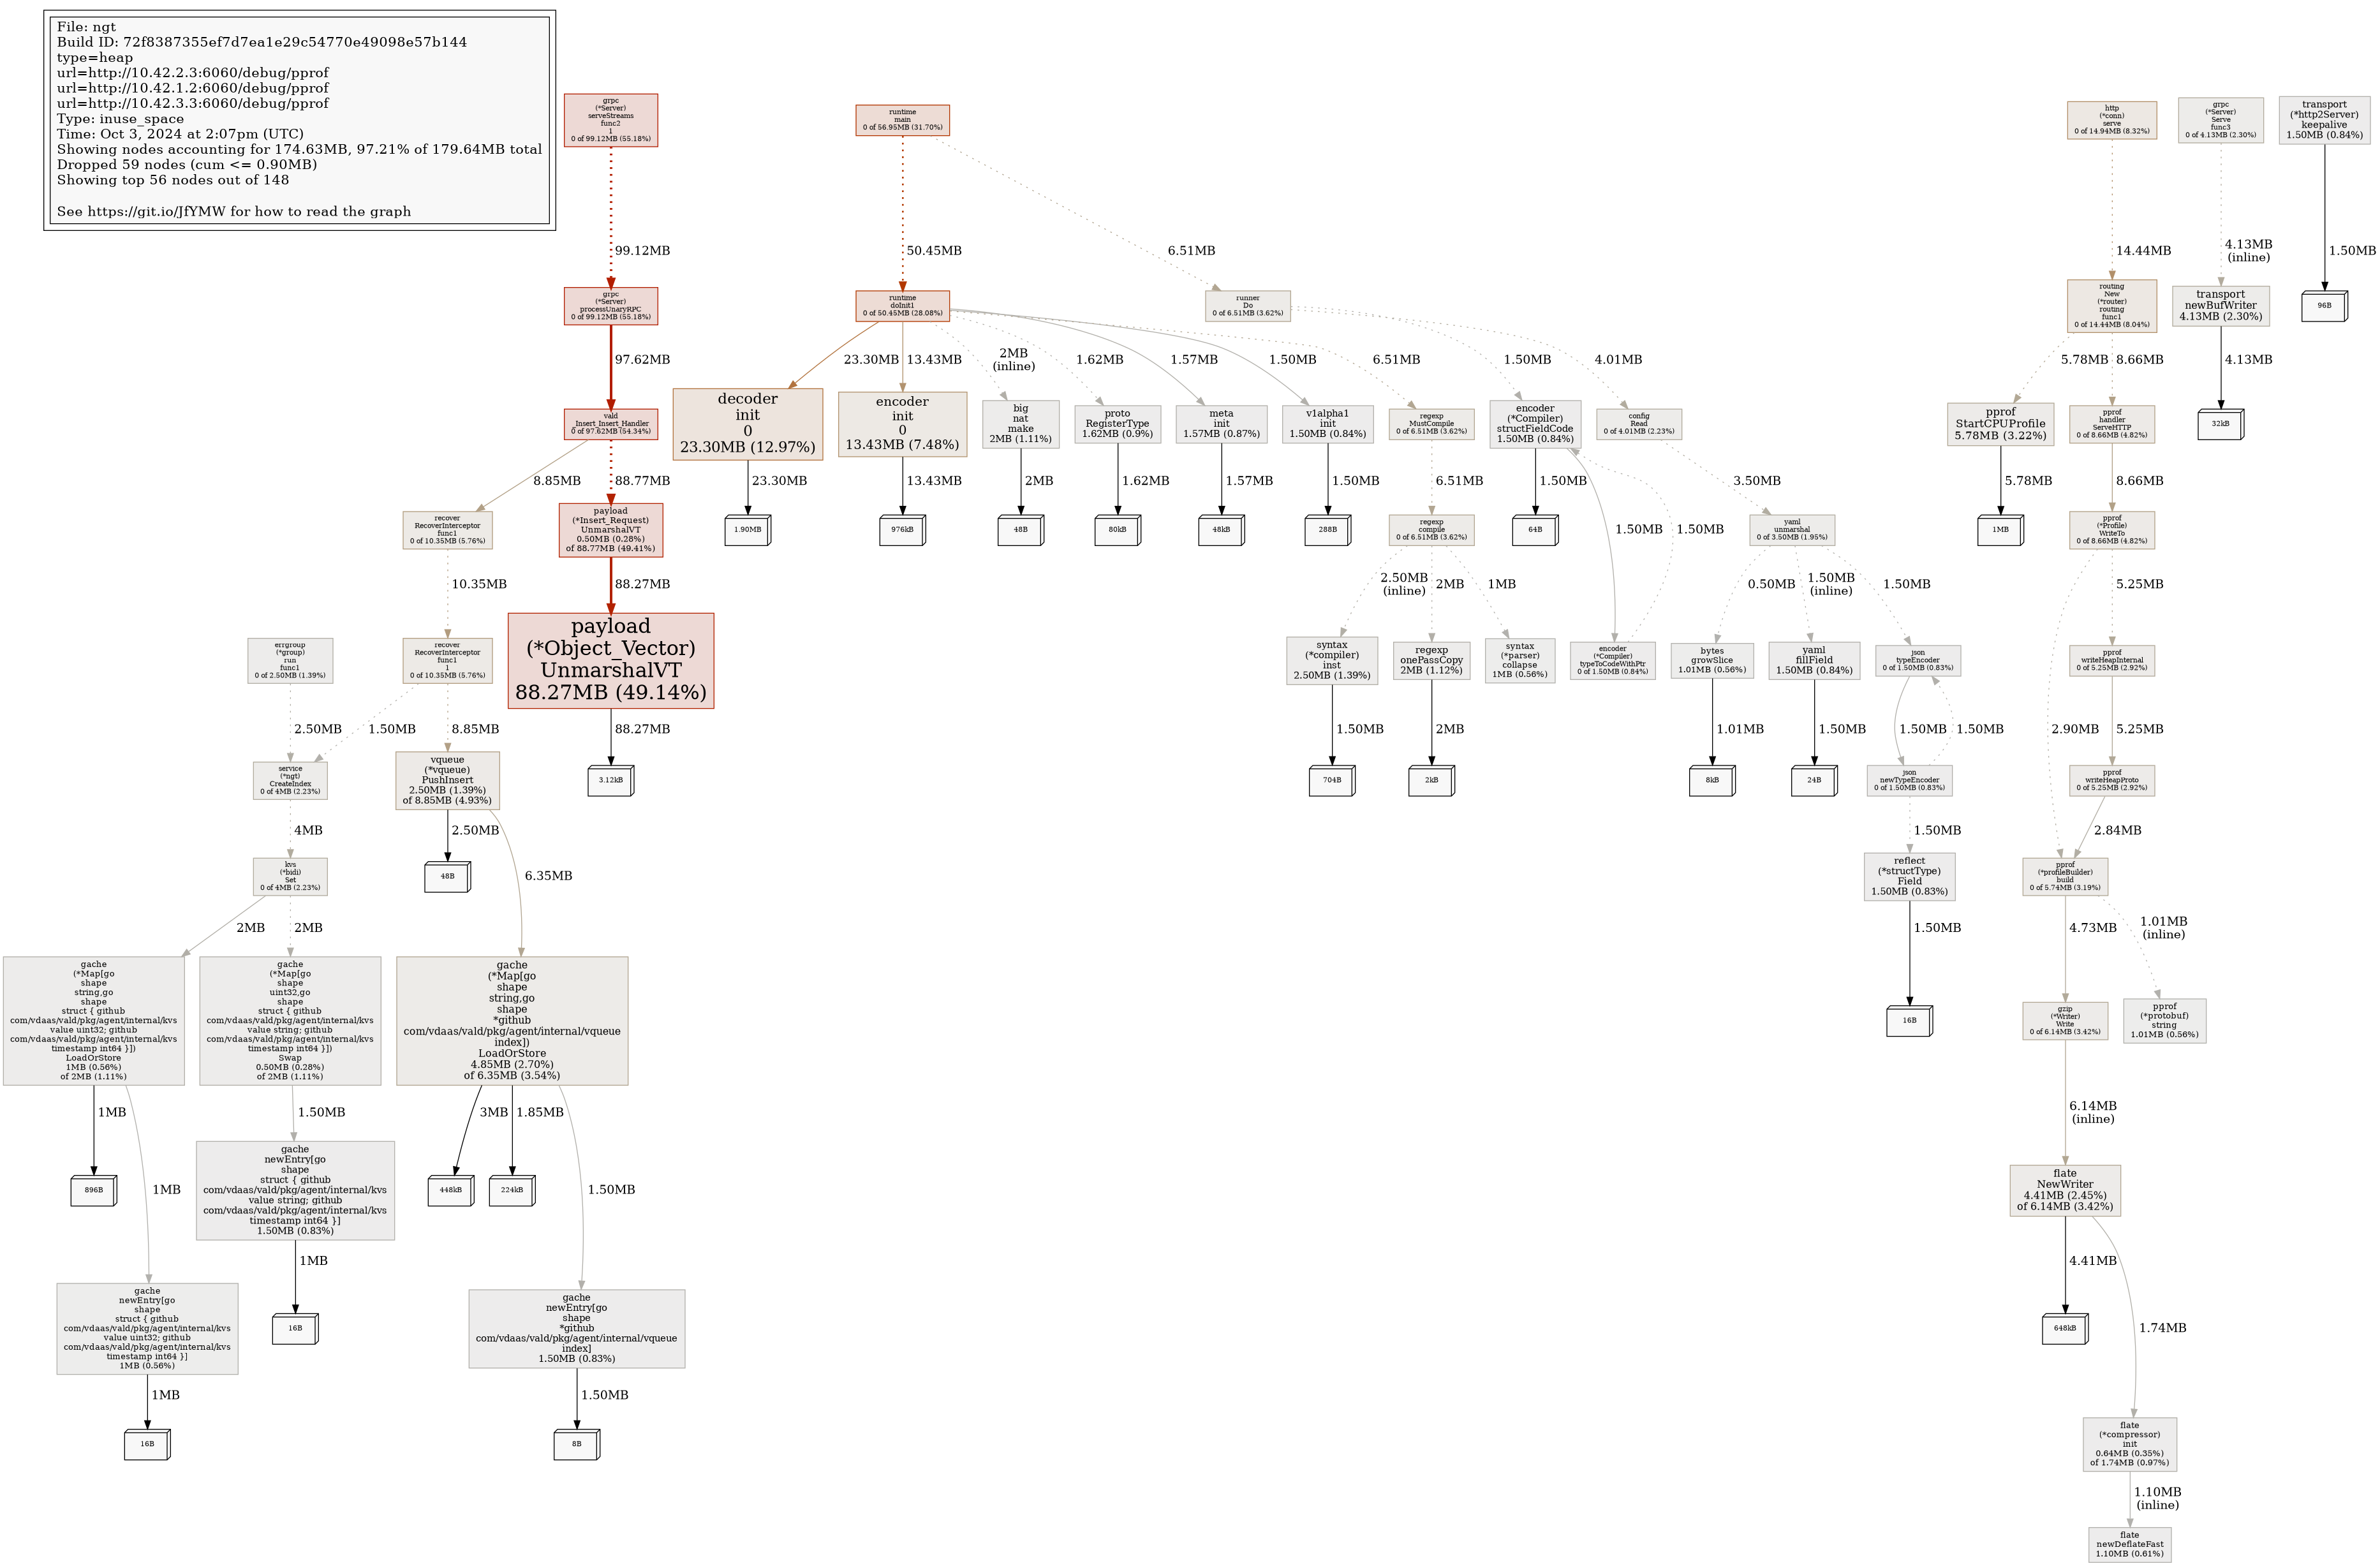 File: ngt
Build ID: 72f8387355ef7d7ea1e29c54770e49098e57b144
type=heap
url=http://10.42.2.3:6060/debug/pprof
url=http://10.42.1.2:6060/debug/pprof
url=http://10.42.3.3:6060/debug/pprof
Type: inuse_space
Time: Oct 3, 2024 at 2:07pm (UTC)
Showing nodes accounting for 174.63MB, 97.21% of 179.64MB total
Dropped 59 nodes (cum <= 0.90MB)
Showing top 56 nodes out of 148
See https://git.io/JfYMW for how to read the graph
grpc
(*Server)
serveStreams
func2
1
0 of 99.12MB (55.18%)
runtime
main
0 of 56.95MB (31.70%)
http
(*conn)
serve
0 of 14.94MB (8.32%)
grpc
(*Server)
Serve
func3
0 of 4.13MB (2.30%)
transport
(*http2Server)
keepalive
1.50MB (0.84%)
99.12MB
50.45MB
6.51MB
14.44MB
4.13MB
(inline)
1.50MB
grpc
(*Server)
processUnaryRPC
0 of 99.12MB (55.18%)
runtime
doInit1
0 of 50.45MB (28.08%)
runner
Do
0 of 6.51MB (3.62%)
routing
New
(*router)
routing
func1
0 of 14.44MB (8.04%)
transport
newBufWriter
4.13MB (2.30%)
96B
97.62MB
23.30MB
13.43MB
2MB
(inline)
1.62MB
1.57MB
1.50MB
6.51MB
1.50MB
4.01MB
5.78MB
8.66MB
4.13MB
vald
Insert_Insert_Handler
0 of 97.62MB (54.34%)
decoder
init
0
23.30MB (12.97%)
encoder
init
0
13.43MB (7.48%)
big
nat
make
2MB (1.11%)
proto
RegisterType
1.62MB (0.9%)
meta
init
1.57MB (0.87%)
v1alpha1
init
1.50MB (0.84%)
regexp
MustCompile
0 of 6.51MB (3.62%)
encoder
(*Compiler)
structFieldCode
1.50MB (0.84%)
config
Read
0 of 4.01MB (2.23%)
pprof
StartCPUProfile
5.78MB (3.22%)
pprof
handler
ServeHTTP
0 of 8.66MB (4.82%)
32kB
8.85MB
88.77MB
23.30MB
13.43MB
2MB
1.62MB
1.57MB
1.50MB
6.51MB
1.50MB
3.50MB
5.78MB
8.66MB
recover
RecoverInterceptor
func1
0 of 10.35MB (5.76%)
payload
(*Insert_Request)
UnmarshalVT
0.50MB (0.28%)
of 88.77MB (49.41%)
1.90MB
976kB
48B
80kB
48kB
288B
regexp
compile
0 of 6.51MB (3.62%)
64B
1.50MB
1.50MB
yaml
unmarshal
0 of 3.50MB (1.95%)
1MB
pprof
(*Profile)
WriteTo
0 of 8.66MB (4.82%)
10.35MB
88.27MB
2.50MB
(inline)
2MB
1MB
0.50MB
1.50MB
(inline)
1.50MB
5.25MB
errgroup
(*group)
run
func1
0 of 2.50MB (1.39%)
recover
RecoverInterceptor
func1
1
0 of 10.35MB (5.76%)
payload
(*Object_Vector)
UnmarshalVT
88.27MB (49.14%)
syntax
(*compiler)
inst
2.50MB (1.39%)
regexp
onePassCopy
2MB (1.12%)
syntax
(*parser)
collapse
1MB (0.56%)
encoder
(*Compiler)
typeToCodeWithPtr
0 of 1.50MB (0.84%)
bytes
growSlice
1.01MB (0.56%)
yaml
fillField
1.50MB (0.84%)
json
typeEncoder
0 of 1.50MB (0.83%)
pprof
writeHeapInternal
0 of 5.25MB (2.92%)
2.50MB
1.50MB
8.85MB
88.27MB
1.50MB
2MB
1.01MB
1.50MB
1.50MB
1.50MB
2.90MB
5.25MB
service
(*ngt)
CreateIndex
0 of 4MB (2.23%)
vqueue
(*vqueue)
PushInsert
2.50MB (1.39%)
of 8.85MB (4.93%)
3.12kB
704B
2kB
8kB
24B
json
newTypeEncoder
0 of 1.50MB (0.83%)
pprof
writeHeapProto
0 of 5.25MB (2.92%)
4MB
2.50MB
6.35MB
1.50MB
2.84MB
kvs
(*bidi)
Set
0 of 4MB (2.23%)
48B
reflect
(*structType)
Field
1.50MB (0.83%)
pprof
(*profileBuilder)
build
0 of 5.74MB (3.19%)
2MB
2MB
1.50MB
4.73MB
1.01MB
(inline)
gache
(*Map[go
shape
string,go
shape
struct { github
com/vdaas/vald/pkg/agent/internal/kvs
value uint32; github
com/vdaas/vald/pkg/agent/internal/kvs
timestamp int64 }])
LoadOrStore
1MB (0.56%)
of 2MB (1.11%)
gache
(*Map[go
shape
uint32,go
shape
struct { github
com/vdaas/vald/pkg/agent/internal/kvs
value string; github
com/vdaas/vald/pkg/agent/internal/kvs
timestamp int64 }])
Swap
0.50MB (0.28%)
of 2MB (1.11%)
gache
(*Map[go
shape
string,go
shape
*github
com/vdaas/vald/pkg/agent/internal/vqueue
index])
LoadOrStore
4.85MB (2.70%)
of 6.35MB (3.54%)
16B
gzip
(*Writer)
Write
0 of 6.14MB (3.42%)
pprof
(*protobuf)
string
1.01MB (0.56%)
1MB
1MB
1.50MB
3MB
1.85MB
1.50MB
6.14MB
(inline)
896B
gache
newEntry[go
shape
struct { github
com/vdaas/vald/pkg/agent/internal/kvs
value string; github
com/vdaas/vald/pkg/agent/internal/kvs
timestamp int64 }]
1.50MB (0.83%)
448kB
224kB
flate
NewWriter
4.41MB (2.45%)
of 6.14MB (3.42%)
1MB
4.41MB
1.74MB
gache
newEntry[go
shape
struct { github
com/vdaas/vald/pkg/agent/internal/kvs
value uint32; github
com/vdaas/vald/pkg/agent/internal/kvs
timestamp int64 }]
1MB (0.56%)
16B
gache
newEntry[go
shape
*github
com/vdaas/vald/pkg/agent/internal/vqueue
index]
1.50MB (0.83%)
648kB
1MB
1.50MB
16B
8B
flate
(*compressor)
init
0.64MB (0.35%)
of 1.74MB (0.97%)
1.10MB
(inline)
flate
newDeflateFast
1.10MB (0.61%)